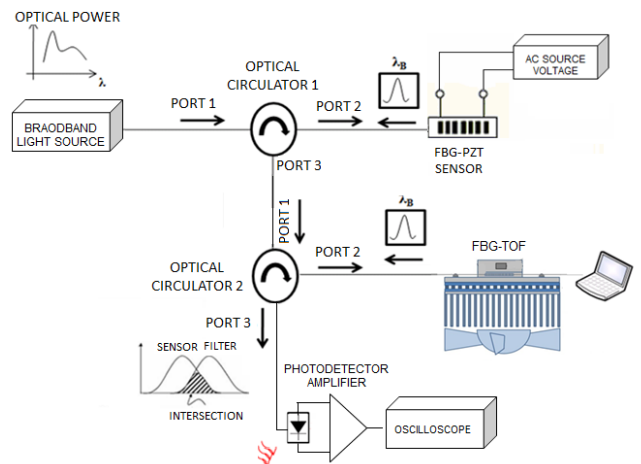 OPTICAL POWER
λ
BRAODBAND
LIGHT SOURCE
PORT 1
OPTICAL
CIRCULATOR 1
PORT 2
PORT 3
λB
AC SOURCE
VOLTAGE
FBG-PZT
SENSOR
PORT 1
OPTICAL
CIRCULATOR 2
PORT 2
PORT 3
λB
FBG-TOF
SENSOR FILTER
INTERSECTION
PHOTODETECTOR
AMPLIFIER
OSCILLOSCOPE